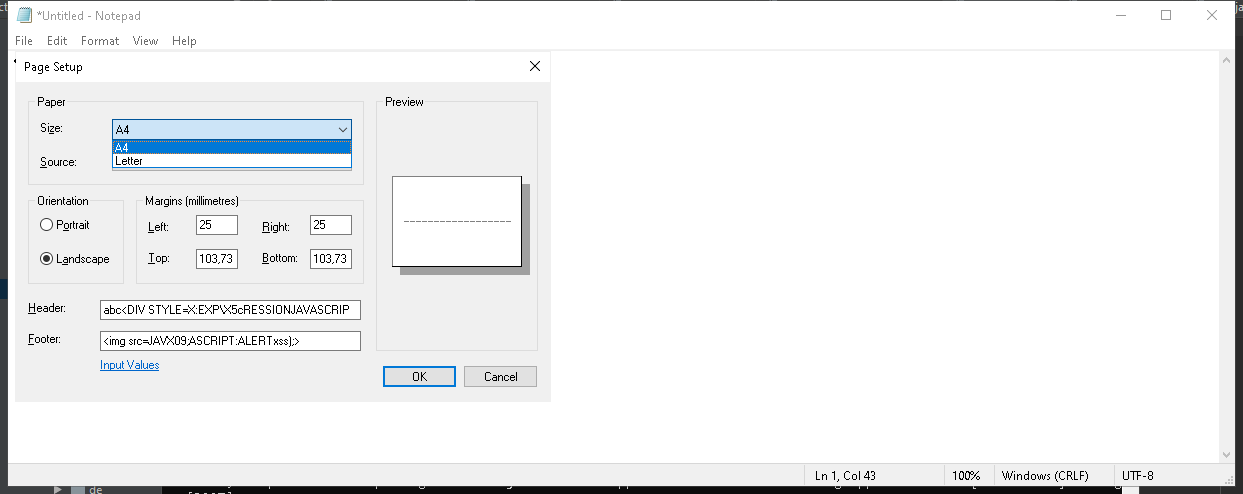 *Untitled - Notepad
File Edit Format View Help
Page Setup
Paper
Size:
A4
A4
Letter
Source:
Preview
Orientation
Portrait
Landscape
Margins (millimetres)
Left: 25 Right: 25
Top: 103,73 Bottom: 103,73
Header: abc<DIV STYLE=X:EXP\X5cRESSIONJAVASCRIP
Footer: <img src=JAVX09;ASCRIPT:ALERTxss);>
Input Values
OK Cancel
Ln 1, Col 43 100% Windows (CRLF) UTF-8
de